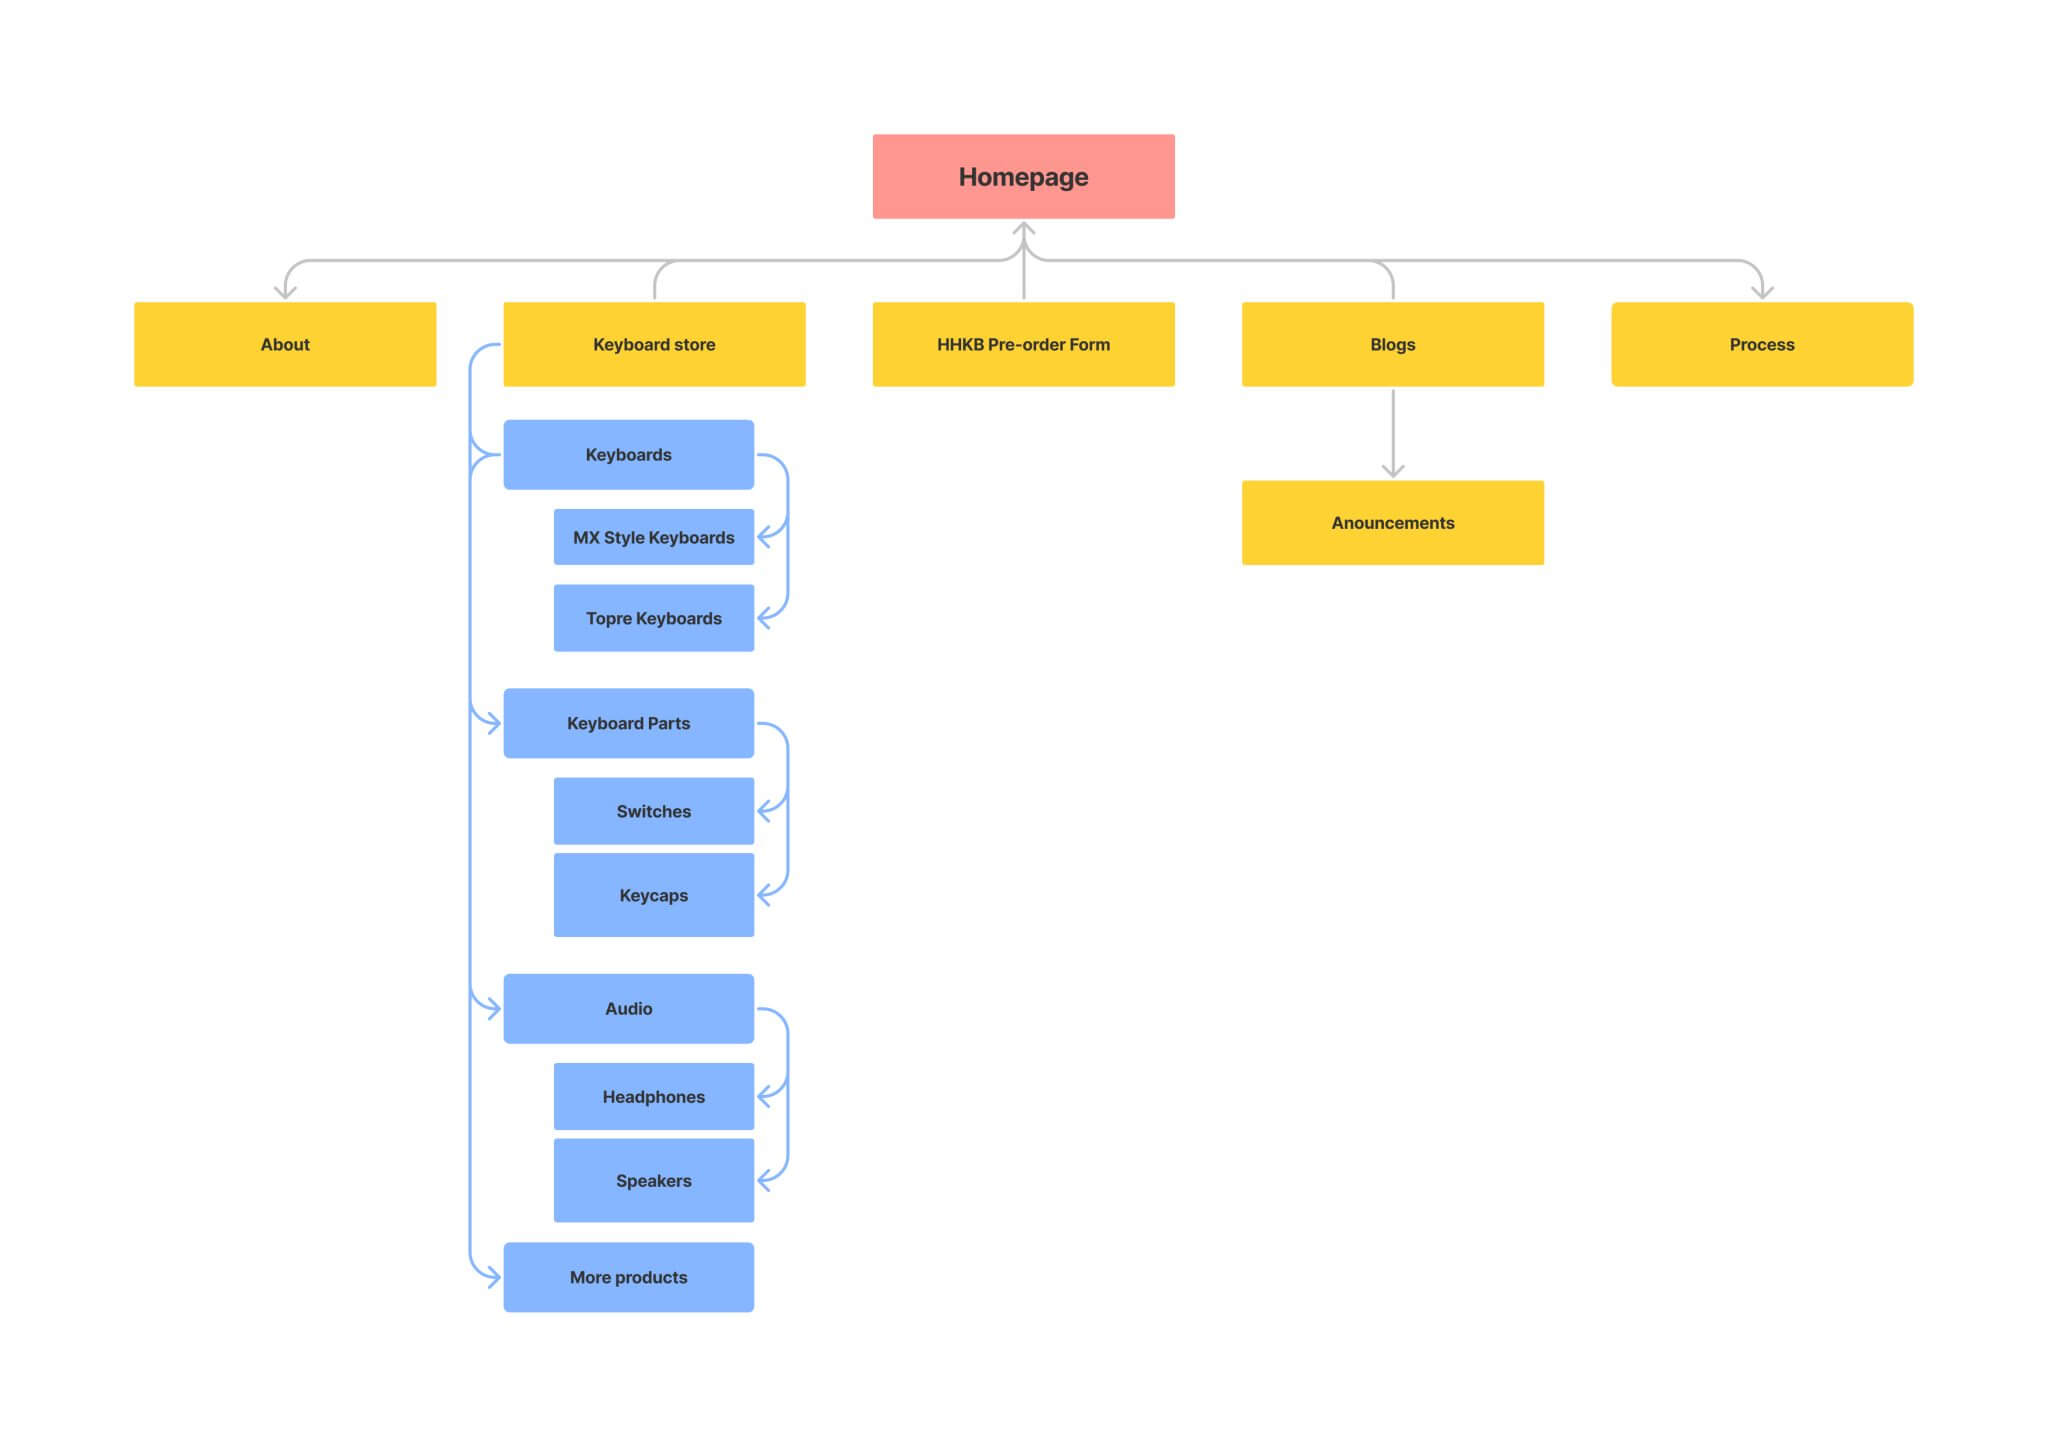 Homepage
About
Keyboard store
HHKB Pre-order Form
Blogs
Process
Keyboards
MX Style Keyboards
Topre Keyboards
Keyboard Parts
Switches
Keycaps
Audio
Headphones
Speakers
More products
Anouncements